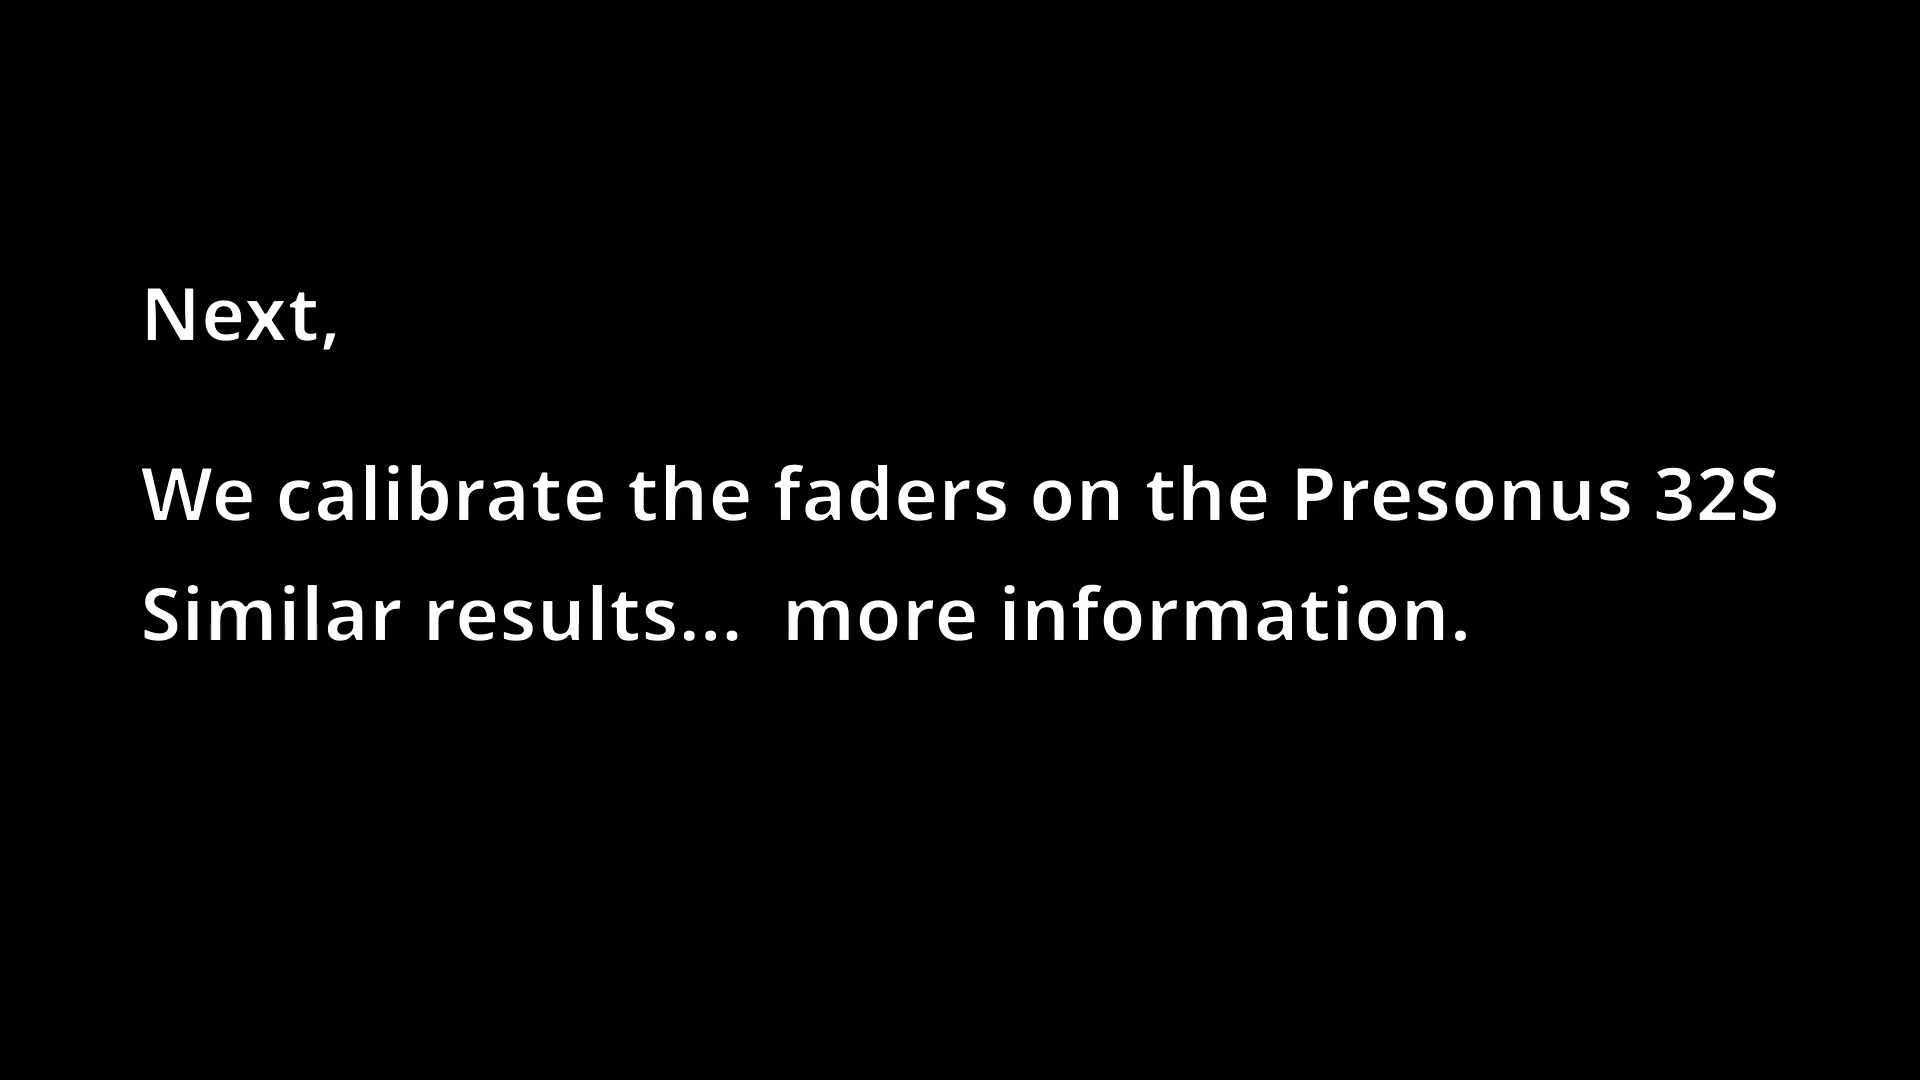 Next,
We calibrate the faders on the Presonus 32S
Similar results...  more information.